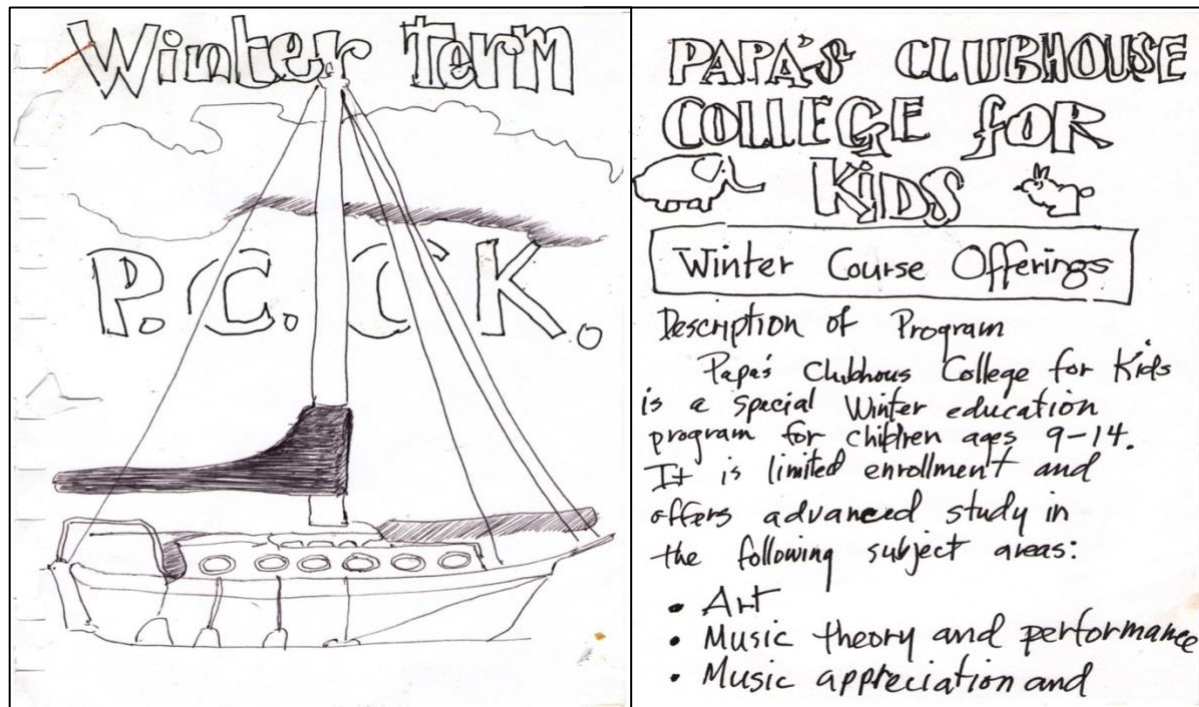 Winter Term
P.C.C.K.
PAPA'S CLUBHOUSE
COLLEGE for
KiDS
Winter Course Offerings
Description of Program
Papa's Clubhous College for Kids
is a special Winter education
program for children ages 9-14.
It is limited enrollment and
offers advanced study in
the following subject areas:
• Art
• Music theory and performance
• Music appreciation and